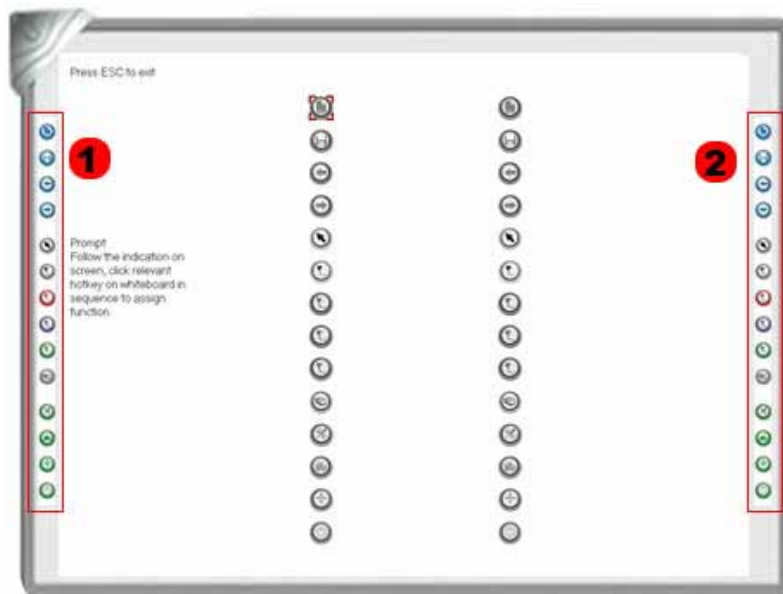 Press ESC to exit
1
2
Prompt
Follow the indication on
screen, click relevant
hotkey on whiteboard in
sequence to assign
function.